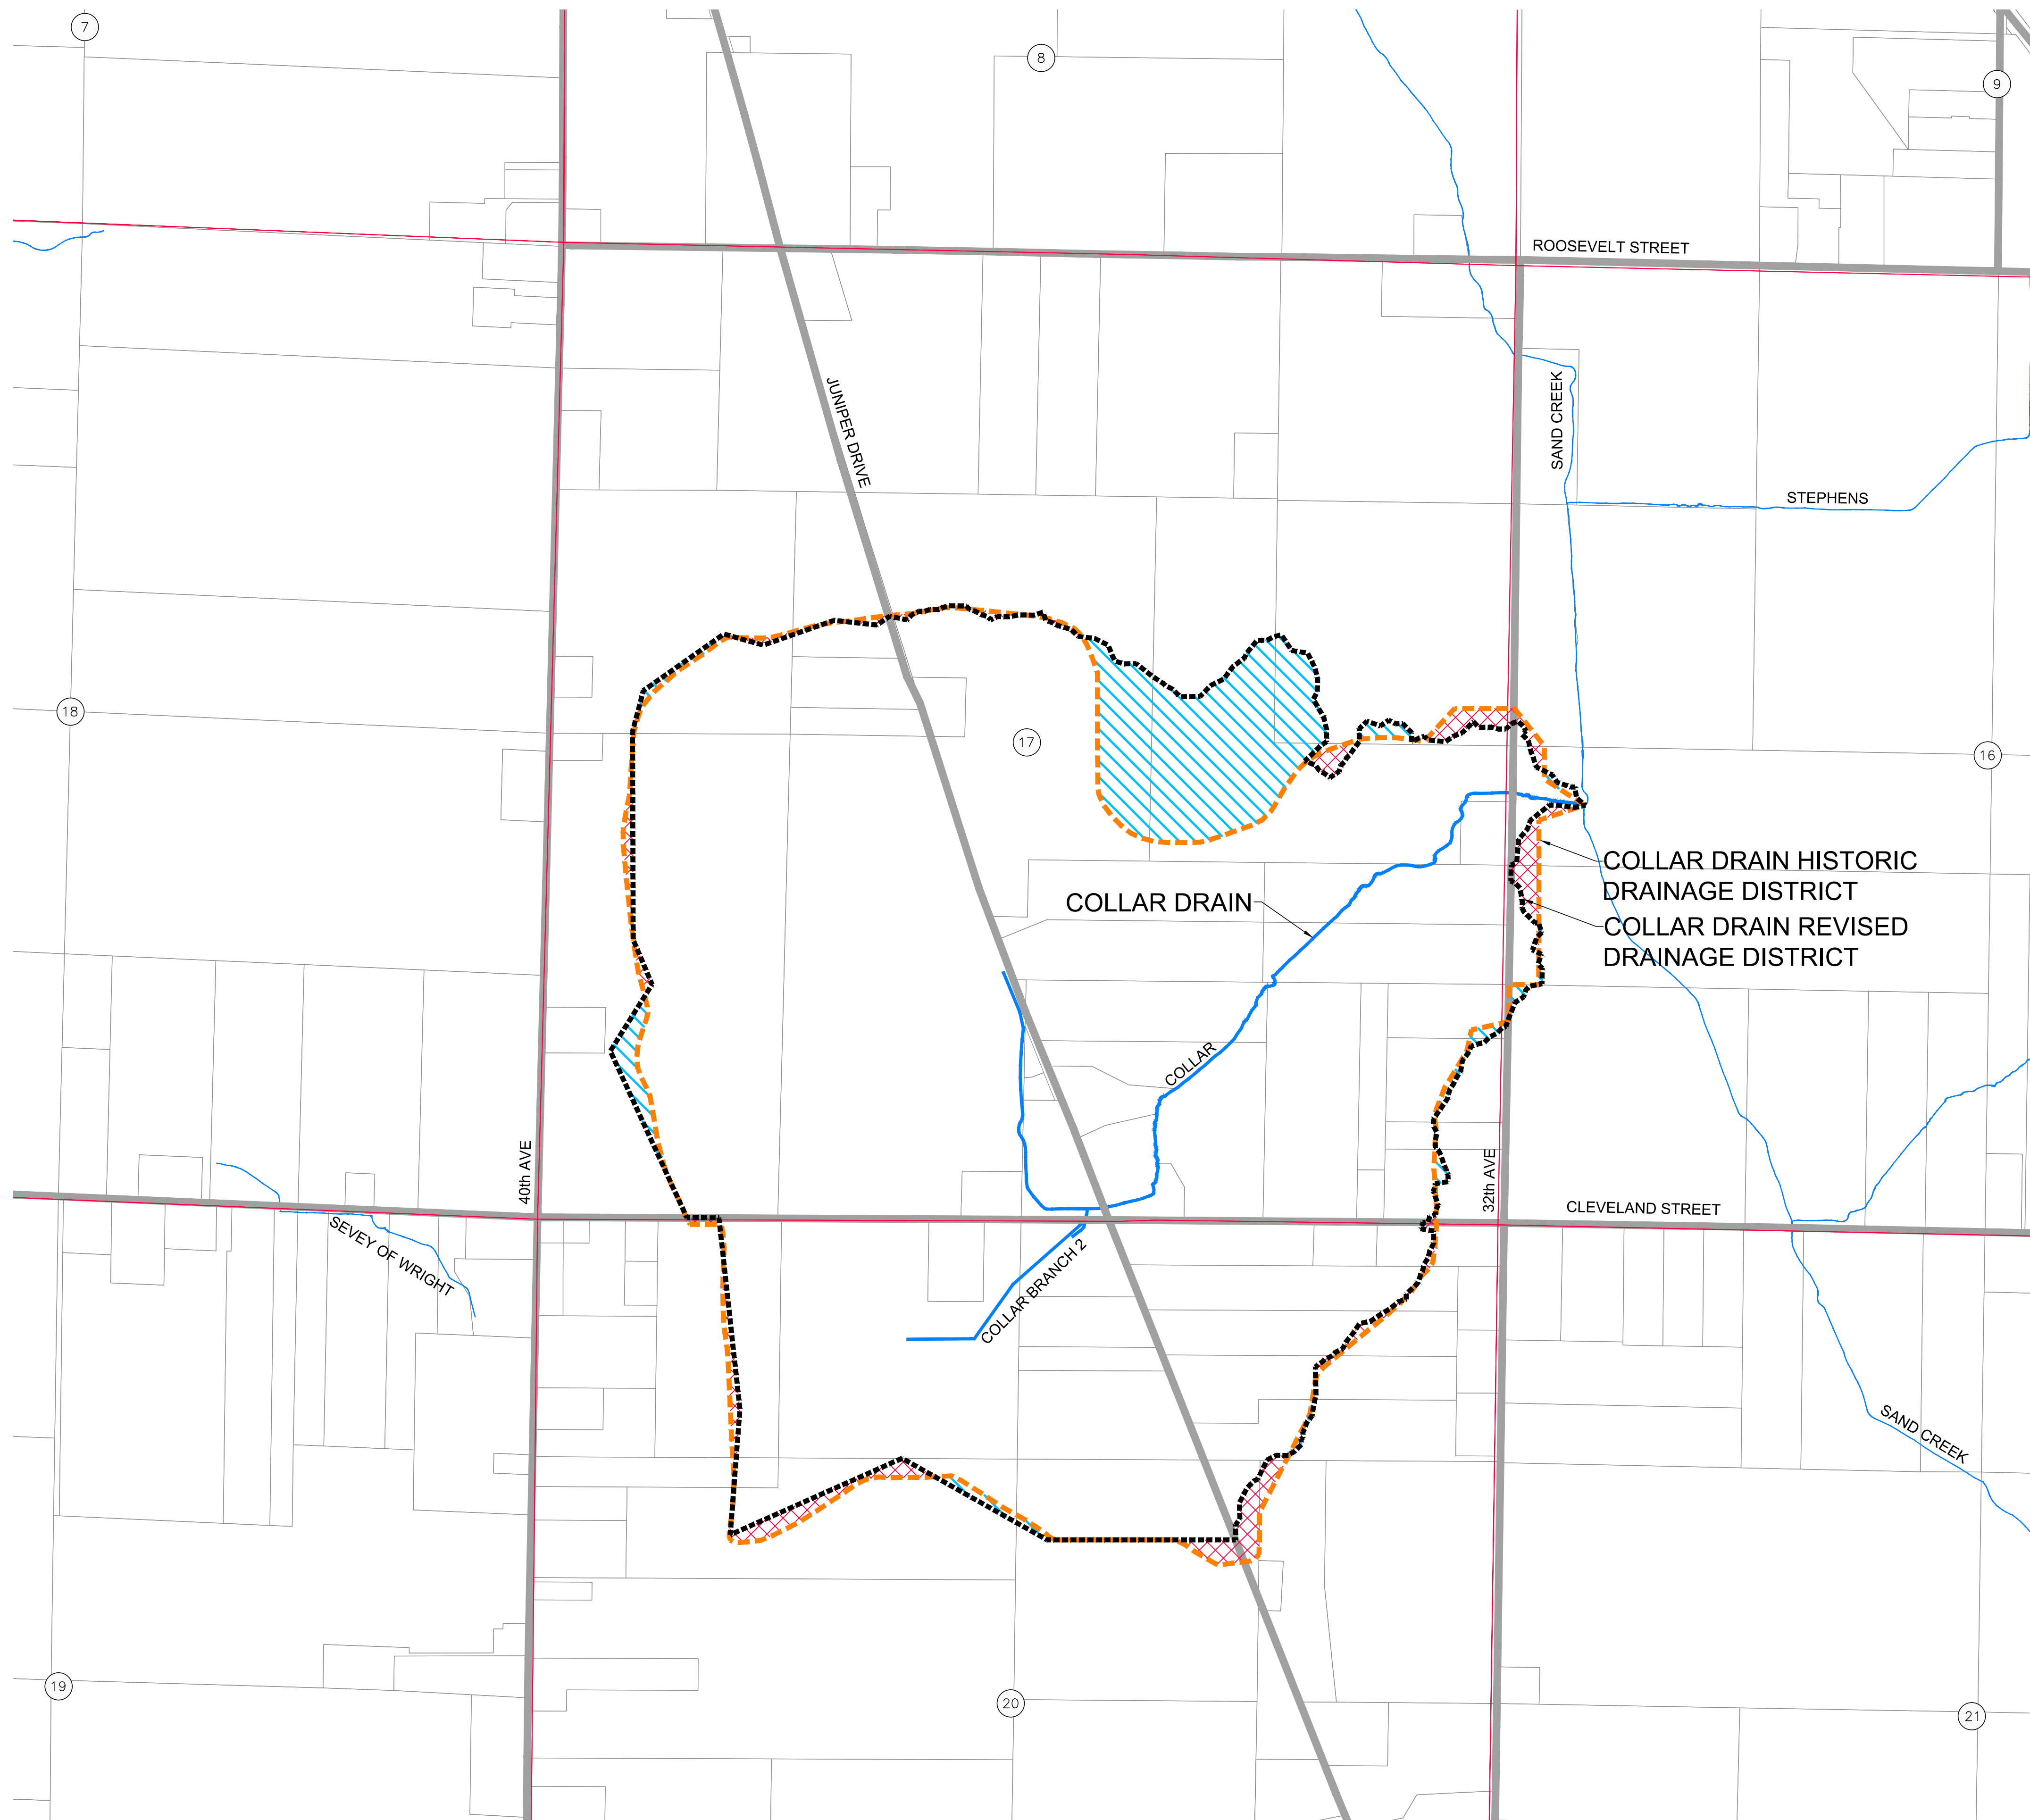 7
8
9
ROOSEVELT STREET
JUNIPER DRIVE
SAND CREEK
STEPHENS
18
17
16
COLLAR DRAIN HISTORIC
DRAINAGE DISTRICT
COLLAR DRAIN
COLLAR DRAIN REVISED
DRAINAGE DISTRICT
COLLAR
40th AVE
32th AVE
CLEVELAND STREET
SEVEY OF WRIGHT
COLLAR BRANCH 2
SAND CREEK
19
20
21